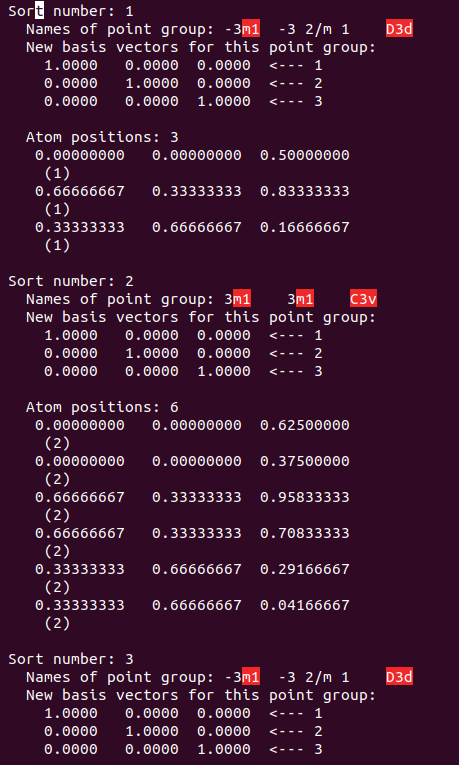 Sort number: 1
Names of point group: -3m1 -3 2/m 1 D3d
New basis vectors for this point group:
1.0000 0.0000 0.0000 <--- 1
0.0000 1.0000 0.0000 <--- 2
0.0000 0.0000 1.0000 <--- 3
Atom positions: 3
0.00000000 0.00000000 0.50000000
(1)
0.66666667 0.33333333 0.83333333
(1)
0.33333333 0.66666667 0.16666667
(1)
Sort number: 2
Names of point group: 3m1 3m1 C3v
New basis vectors for this point group:
1.0000 0.0000 0.0000 <--- 1
0.0000 1.0000 0.0000 <--- 2
0.0000 0.0000 1.0000 <--- 3
Atom positions: 6
0.00000000 0.00000000 0.62500000
(2)
0.00000000 0.00000000 0.37500000
(2)
0.66666667 0.33333333 0.95833333
(2)
0.66666667 0.33333333 0.70833333
(2)
0.33333333 0.66666667 0.29166667
(2)
0.33333333 0.66666667 0.04166667
(2)
Sort number: 3
Names of point group: -3m1 -3 2/m 1 D3d
New basis vectors for this point group:
1.0000 0.0000 0.0000 <--- 1
0.0000 1.0000 0.0000 <--- 2
0.0000 0.0000 1.0000 <--- 3